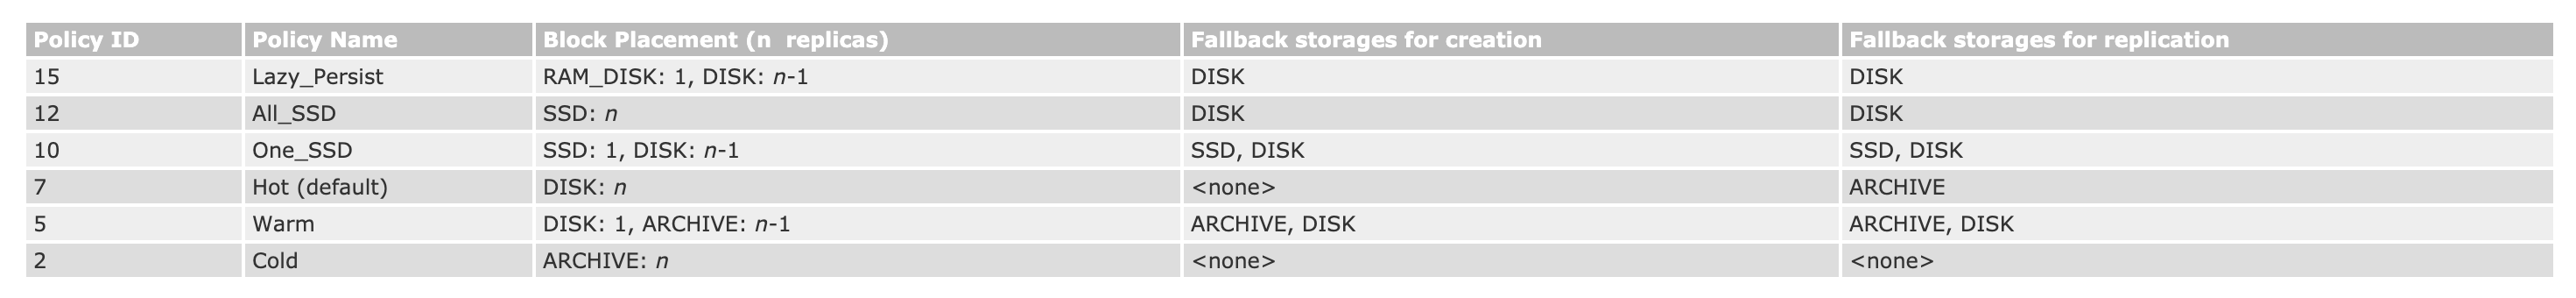 Policy ID Policy Name Block Placement (n  replicas) Fallback storages for creation Fallback storages for replication
15 Lazy_Persist RAM_DISK: 1, DISK: n-1 DISK DISK
12 All_SSD SSD: n DISK DISK
10 One_SSD SSD: 1, DISK: n-1 SSD, DISK SSD, DISK
7 Hot (default) DISK: n <none> ARCHIVE
5 Warm DISK: 1, ARCHIVE: n-1 ARCHIVE, DISK ARCHIVE, DISK
2 Cold ARCHIVE: n <none> <none>